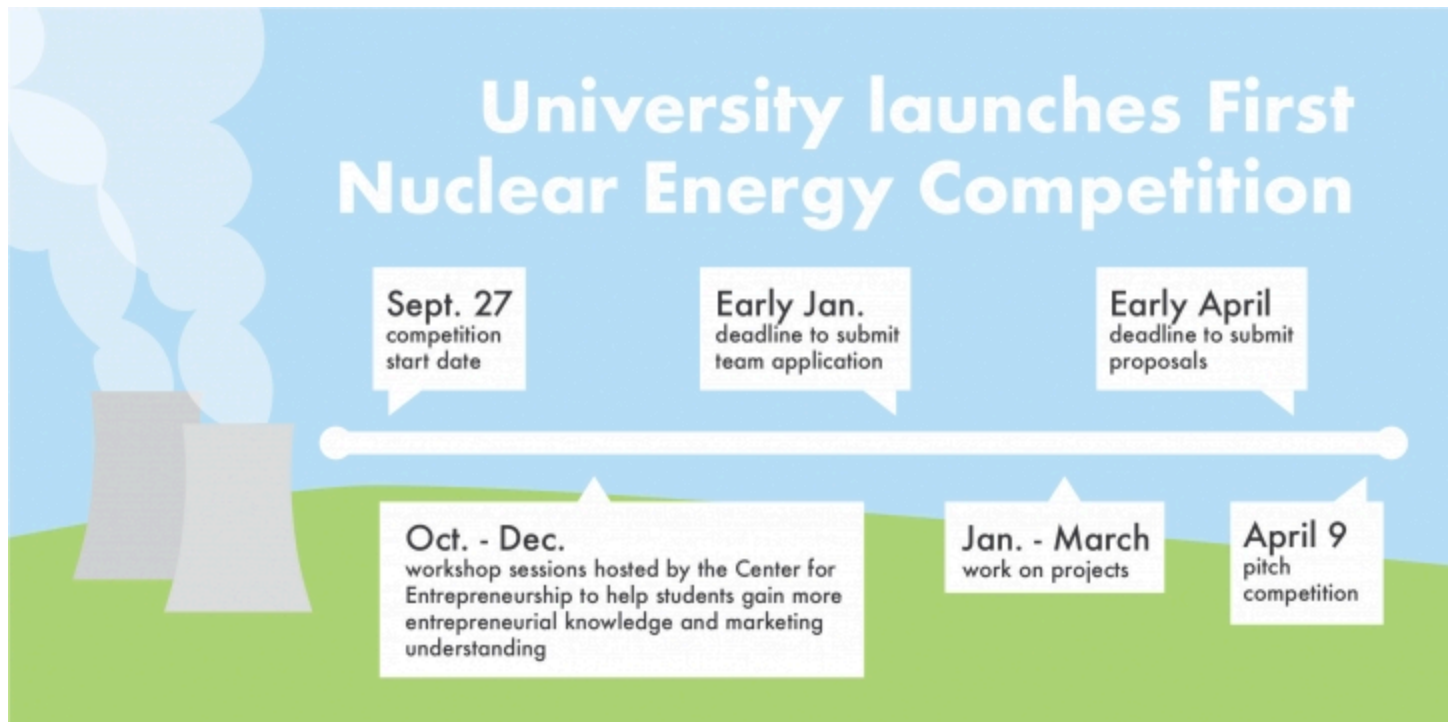 University launches First
Nuclear Energy Competition
Sept. 27
competition
start date
Oct. - Dec.
workshop sessions hosted by the Center for
Entrepreneurship to help students gain more
entrepreneurial knowledge and marketing
understanding
Early Jan.
deadline to submit
team application
Jan. - March
work on projects
Early April
deadline to submit
proposals
April 9
pitch
competition